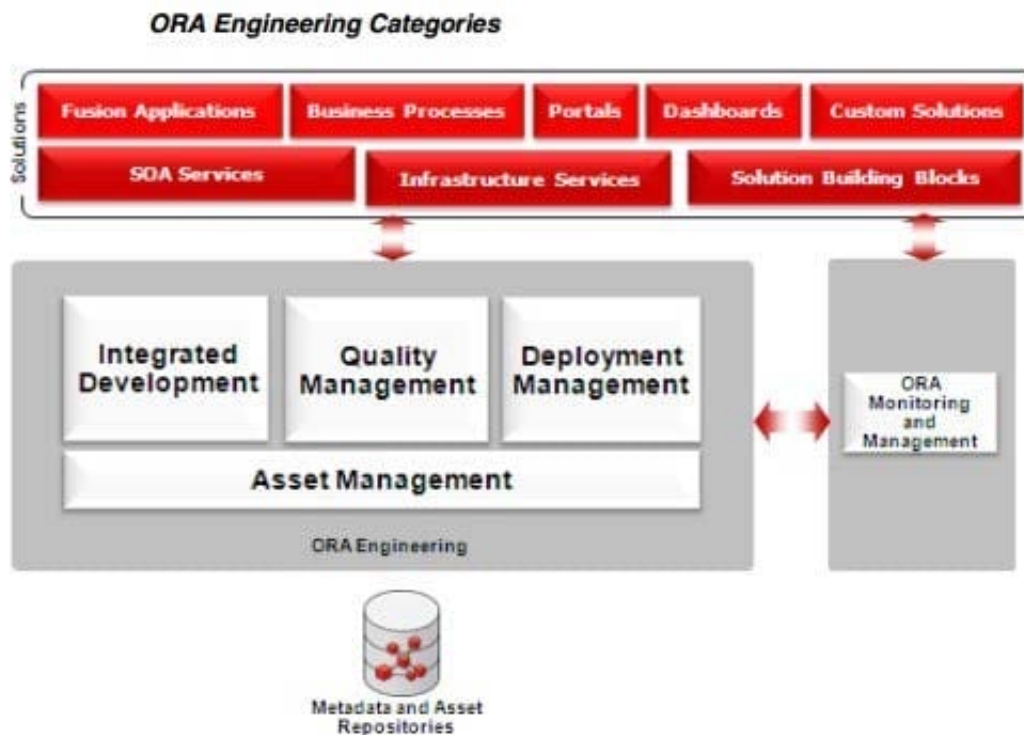 ORA Engineering Categories
Solutions
Fusion Applications
Business Processes
Portals
Dashboards
Custom Solutions
SOA Services
Infrastructure Services
Solution Building Blocks
Integrated
Development
Quality
Management
Deployment
Management
Asset Management
ORA Engineering
ORA
Monitoring
and
Management
Metadata and Asset
Repositories